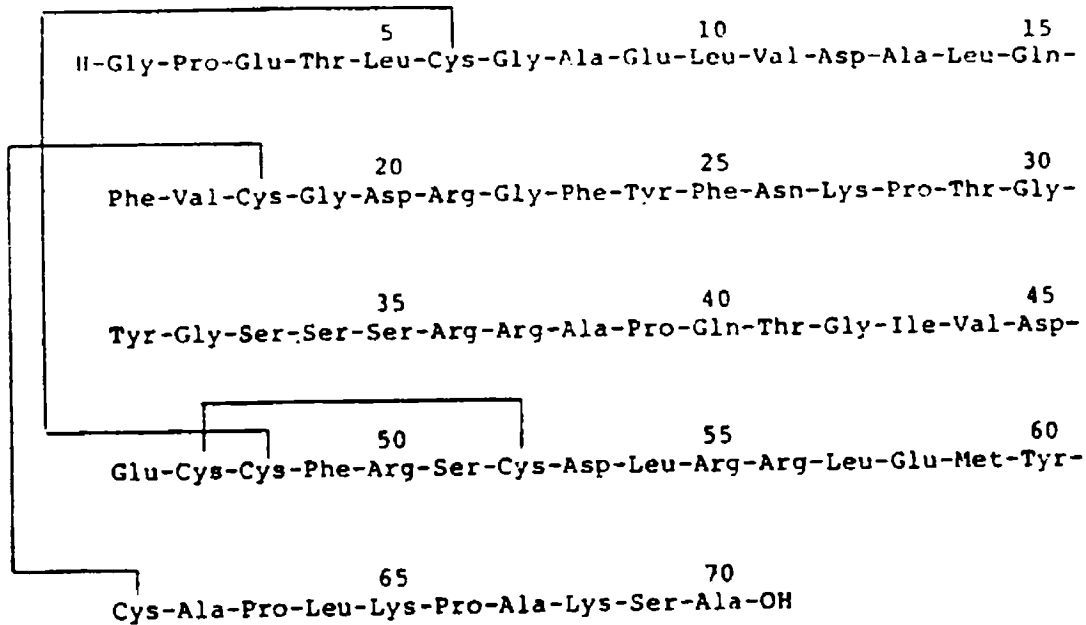 5 10 15
H-Gly-Pro-Glu-Thr-Leu-Cys-Gly-Ala-Glu-Leu-Val-Asp-Ala-Leu-Gln-
20 25 30
Phe-Val-Cys-Gly-Asp-Arg-Gly-Phe-Tyr-Phe-Asn-Lys-Pro-Thr-Gly-
35 40 45
Tyr-Gly-Ser-Ser-Ser-Arg-Arg-Ala-Pro-Gln-Thr-Gly-Ile-Val-Asp-
50 55 60
Glu-Cys-Cys-Phe-Arg-Ser-Cys-Asp-Leu-Arg-Arg-Leu-Glu-Met-Tyr-
65 70
Cys-Ala-Pro-Leu-Lys-Pro-Ala-Lys-Ser-Ala-OH